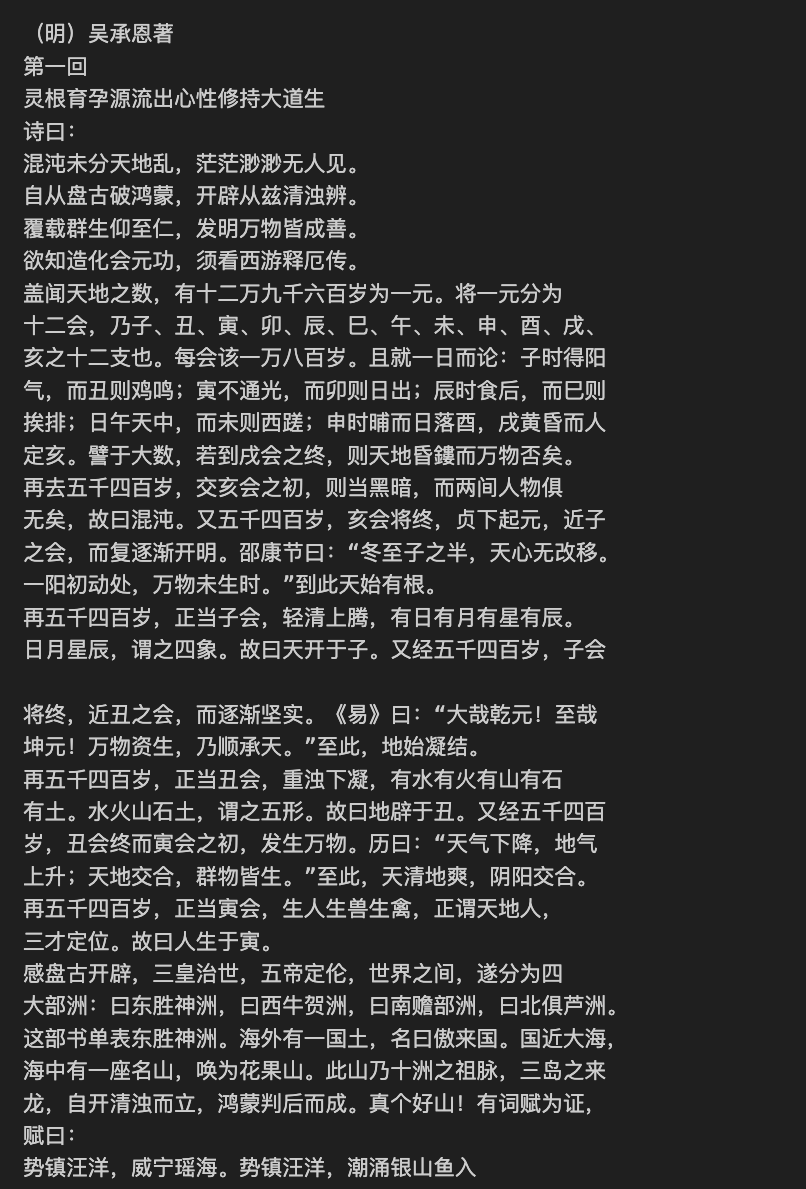 （明）吴承恩著
第一回
灵根育孕源流出心性修持大道生
诗曰：
混沌未分天地乱，茫茫渺渺无人见。
自从盘古破鸿蒙，开辟从兹清浊辨。
覆载群生仰至仁，发明万物皆成善。
欲知造化会元功，须看西游释厄传。
盖闻天地之数，有十二万九千六百岁为一元。将一元分为
十二会，乃子、丑、寅、卯、辰、巳、午、未、申、酉、戌、
亥之十二支也。每会该一万八百岁。且就一日而论：子时得阳
气，而丑则鸡鸣；寅不通光，而卯则日出；辰时食后，而巳则
挨排；日午天中，而未则西蹉；申时晡而日落酉，戌黄昏而人
定亥。譬于大数，若到戌会之终，则天地昏鏤而万物否矣。
再去五千四百岁，交亥会之初，则当黑暗，而两间人物俱
无矣，故曰混沌。又五千四百岁，亥会将终，贞下起元，近子
之会，而复逐渐开明。邵康节曰：“冬至子之半，天心无改移。
一阳初动处，万物未生时。”到此天始有根。
再五千四百岁，正当子会，轻清上腾，有日有月有星有辰。
日月星辰，谓之四象。故曰天开于子。又经五千四百岁，子会
将终，近丑之会，而逐渐坚实。《易》曰：“大哉乾元！至哉
坤元！万物资生，乃顺承天。”至此，地始凝结。
再五千四百岁，正当丑会，重浊下凝，有水有火有山有石
有土。水火山石土，谓之五形。故曰地辟于丑。又经五千四百
岁，丑会终而寅会之初，发生万物。历曰：“天气下降，地气
上升；天地交合，群物皆生。”至此，天清地爽，阴阳交合。
再五千四百岁，正当寅会，生人生兽生禽，正谓天地人，
三才定位。故曰人生于寅。
感盘古开辟，三皇治世，五帝定伦，世界之间，遂分为四
大部洲：曰东胜神洲，曰西牛贺洲，曰南赡部洲，曰北俱芦洲。
这部书单表东胜神洲。海外有一国土，名曰傲来国。国近大海，
海中有一座名山，唤为花果山。此山乃十洲之祖脉，三岛之来
龙，自开清浊而立，鸿蒙判后而成。真个好山！有词赋为证，
赋曰：
势镇汪洋，威宁瑶海。势镇汪洋，潮涌银山鱼入